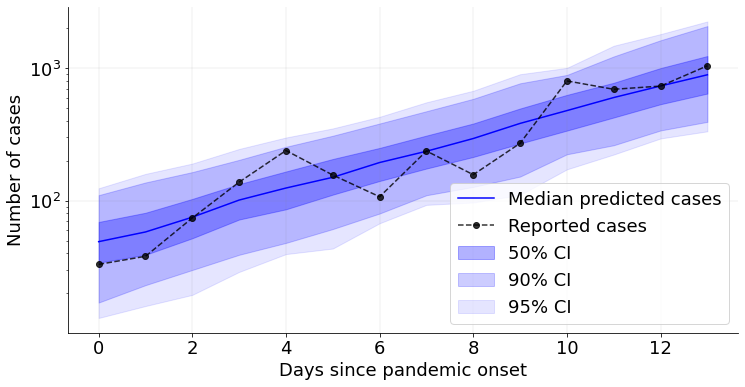 Number of cases
10³
10²
Median predicted cases
Reported cases
50% CI
90% CI
95% CI
0 2 4 6 8 10 12
Days since pandemic onset